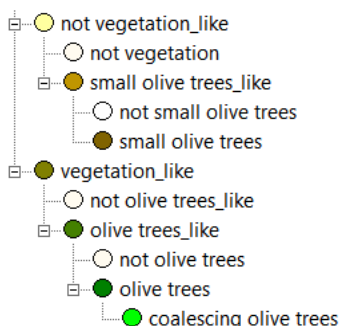 not vegetation_like
not vegetation
small olive trees_like
not small olive trees
small olive trees
vegetation_like
not olive trees_like
olive trees_like
not olive trees
olive trees
coalescing olive trees